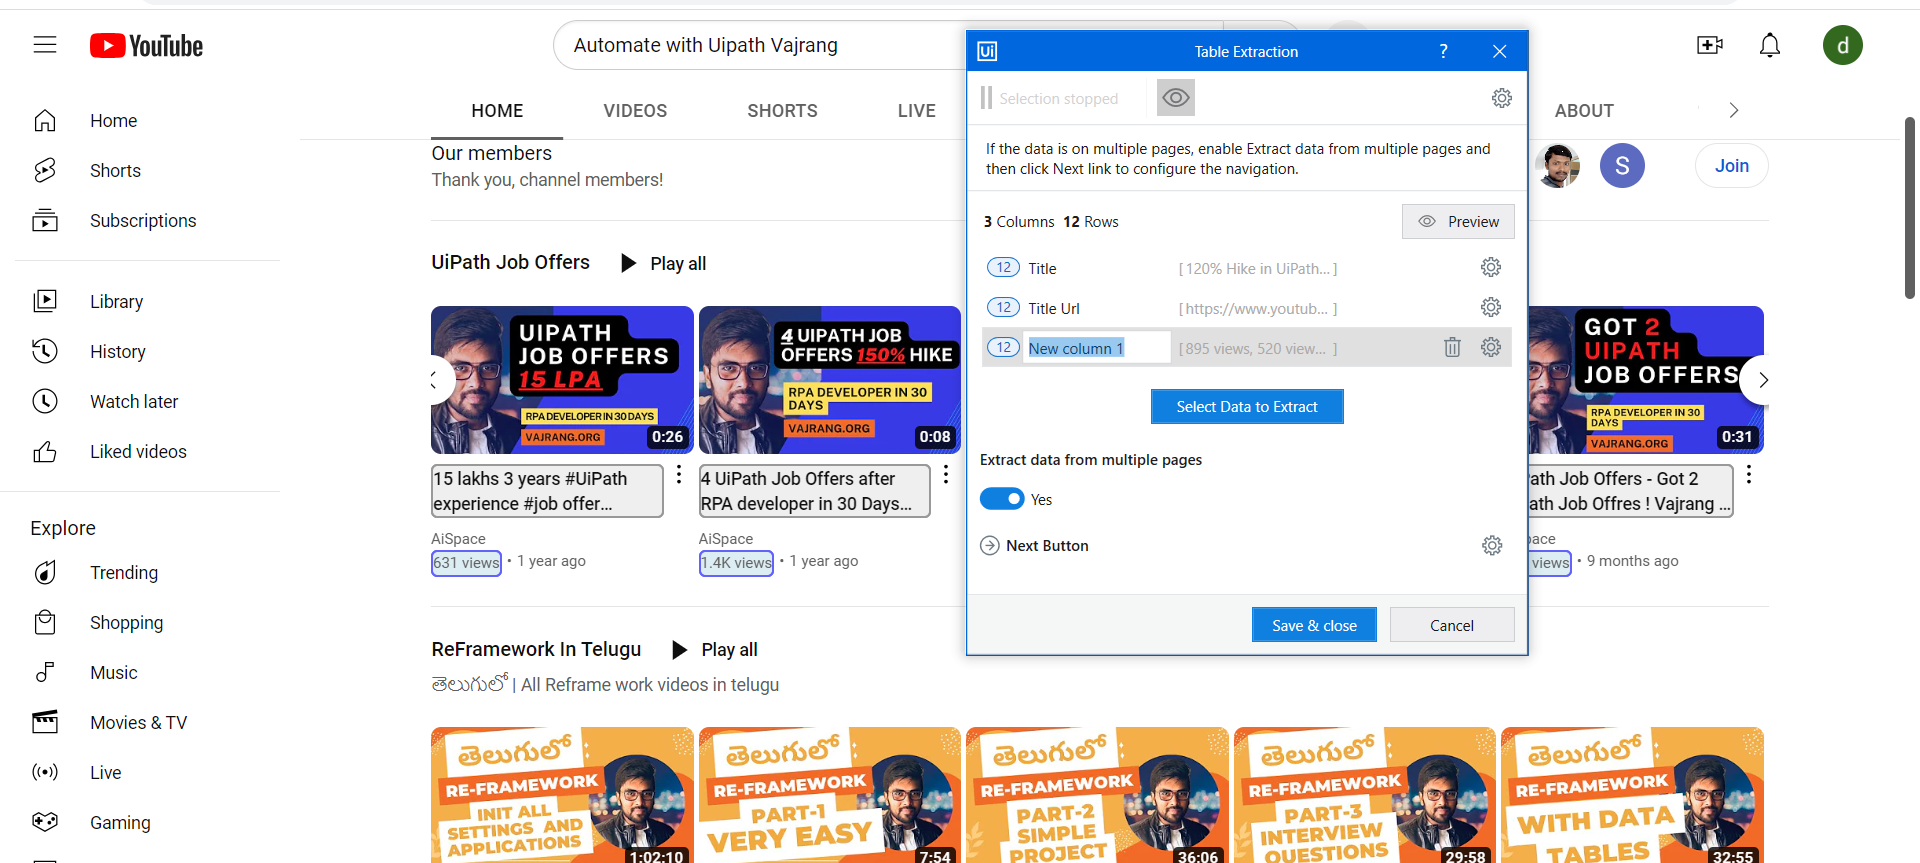 YouTube
Automate with Uipath Vajrang
d
HOME
VIDEOS
SHORTS
LIVE
ABOUT
Home
Shorts
Subscriptions
Library
History
Watch later
Liked videos
Explore
Trending
Shopping
Music
Movies & TV
Live
Gaming
Our members
Thank you, channel members!
S
Join
UiPath Job Offers
Play all
UIPATH
JOB OFFERS
15 LPA
RPA DEVELOPER IN 30 DAYS
VAJRANG.ORG
0:26
15 lakhs 3 years #UiPath
experience #job offer...
AiSpace
631 views • 1 year ago
4 UIPATH JOB
OFFERS 150% HIKE
RPA DEVELOPER IN 30
DAYS
VAJRANG.ORG
0:08
4 UiPath Job Offers after
RPA developer in 30 Days...
AiSpace
1.4K views • 1 year ago
Ui
Table Extraction
?
Selection stopped
If the data is on multiple pages, enable Extract data from multiple pages and
then click Next link to configure the navigation.
3 Columns 12 Rows
Preview
12 Title [ 120% Hike in UiPath... ]
12 Title Url [ https://www.youtub... ]
12 New column 1 [ 895 views, 520 view... ]
Select Data to Extract
Extract data from multiple pages
Yes
Next Button
Save & close
Cancel
GOT 2
UIPATH
JOB OFFERS
RPA DEVELOPER IN 30
DAYS
VAJRANG.ORG
0:31
ath Job Offers - Got 2
ath Job Offres ! Vajrang ...
pace
views • 9 months ago
ReFramework In Telugu
Play all
తెలుగులో | All Reframe work videos in telugu
తెలుగులో
RE-FRAMEWORK
INIT ALL
SETTINGS AND
APPLICATIONS
1:02:10
తెలుగులో
RE-FRAMEWORK
PART-1
VERY EASY
7:54
తెలుగులో
RE-FRAMEWORK
PART-2
SIMPLE
PROJECT
36:06
తెలుగులో
RE-FRAMEWORK
PART-3
INTERVIEW
QUESTIONS
29:58
తెలుగులో
RE-FRAMEWORK
WITH DATA
TABLES
32:55